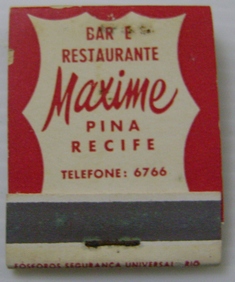 BAR E
RESTAURANTE
Maxime
PINA
RECIFE
TELEFONE: 6766
FOSFOROS SEGURANÇA UNIVERSAL - RIO